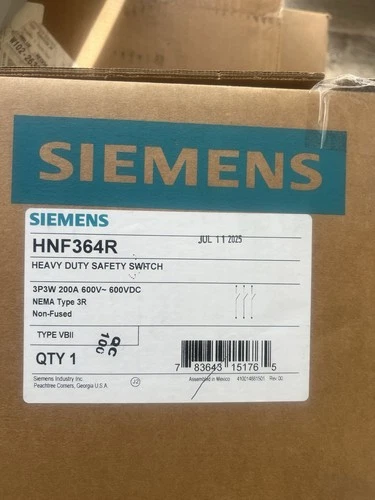 SIEMENS
SIEMENS
HNF364R
JUL 11 2025
HEAVY DUTY SAFETY SWITCH
3P3W 200A 600V~ 600VDC
NEMA Type 3R
Non-Fused
TYPE VBII
QC
100
QTY 1
7 83643 15176 5
Siemens Industry Inc.
Peachtree Corners, Georgia U.S.A.
Assembled in Mexico
Rev 00